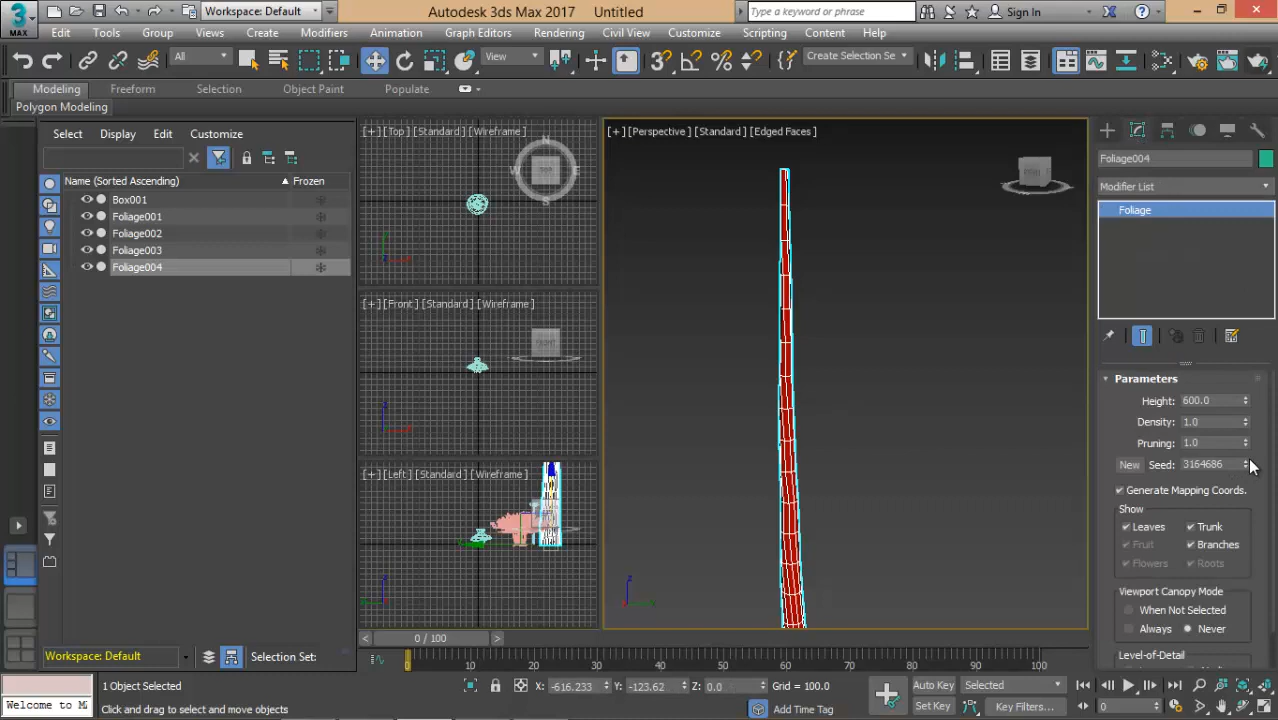 3
MAX
Workspace: Default
Autodesk 3ds Max 2017 Untitled
Type a keyword or phrase
Sign In
Edit Tools Group Views Create Modifiers Animation Graph Editors Rendering Civil View Customize Scripting Content Help
All
View
Create Selection Se
Modeling Freeform Selection Object Paint Populate
Polygon Modeling
Select Display Edit Customize
Name (Sorted Ascending) Frozen
Box001
Foliage001
Foliage002
Foliage003
Foliage004
[+] [Top] [Standard] [Wireframe]
N
W
E
S
TOP
[+] [Front] [Standard] [Wireframe]
[+] [Left] [Standard] [Wireframe]
[+] [Perspective] [Standard] [Edged Faces]
Foliage004
Modifier List
Foliage
Parameters
Height: 600.0
Density: 1.0
Pruning: 1.0
New Seed: 3164686
Generate Mapping Coords.
Show
Leaves Trunk
Fruit Branches
Flowers Roots
Viewport Canopy Mode
When Not Selected
Always Never
Level-of-Detail
< 0 / 100 >
0 10 20 30 40 50 60 70 80 90 100
Workspace: Default
Selection Set:
1 Object Selected
X: -616.233 Y: -123.62 Z: 0.0 Grid = 100.0
Auto Key Selected
Welcome to M
Click and drag to select and move objects
Add Time Tag
Set Key Key Filters... 0